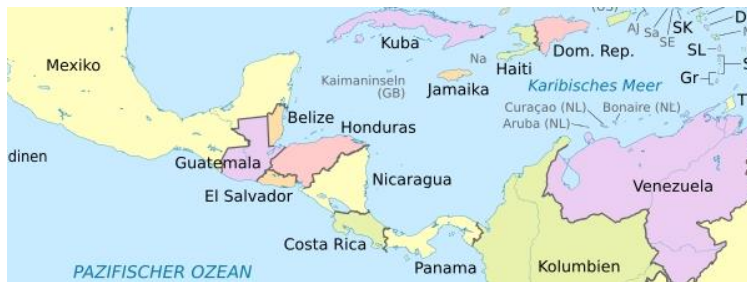 (GB)
D
Kuba
AJ
Sa
SE
SK
Mexiko
Na
Dom. Rep.
SL
S
Haiti
Kaimaninseln
(GB)
Jamaika
Karibisches Meer
Gr
T
Belize
Curaçao (NL)
Bonaire (NL)
Aruba (NL)
Honduras
dinen
Guatemala
El Salvador
Nicaragua
Venezuela
Costa Rica
Panama
Kolumbien
PAZIFISCHER OZEAN